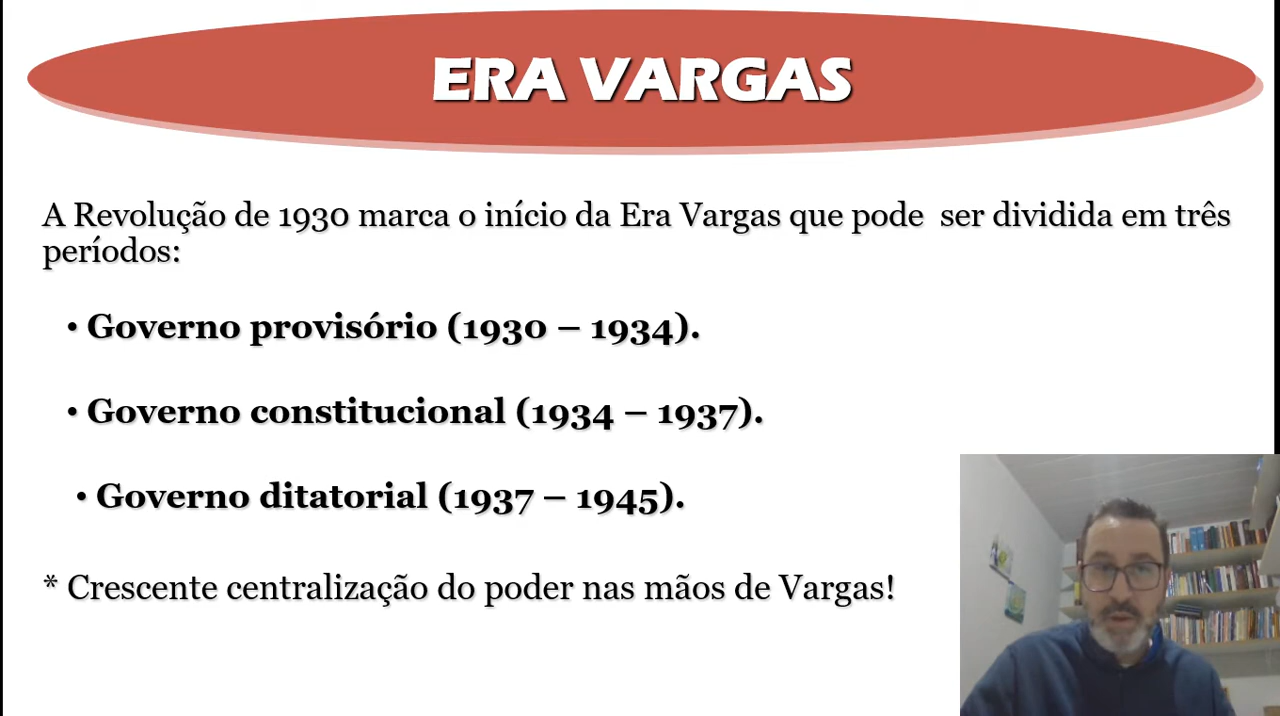 ERA VARGAS
A Revolução de 1930 marca o início da Era Vargas que pode ser dividida em três
períodos:
• Governo provisório (1930 – 1934).
• Governo constitucional (1934 – 1937).
• Governo ditatorial (1937 – 1945).
* Crescente centralização do poder nas mãos de Vargas!